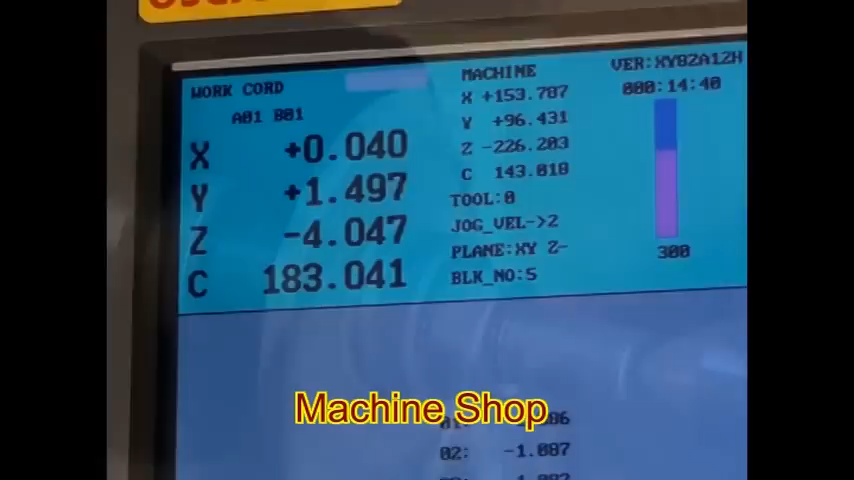 WORK CORD
A01 B01
X +0.040
Y +1.497
Z -4.047
C 183.041
MACHINE
X +153.787
Y +96.431
Z -226.203
C 143.018
TOOL:0
JOG_VEL->2
PLANE:XY Z-
BLK_NO:5
VER:XY82A12H
000:14:40
300
Machine Shop
02: -1.087